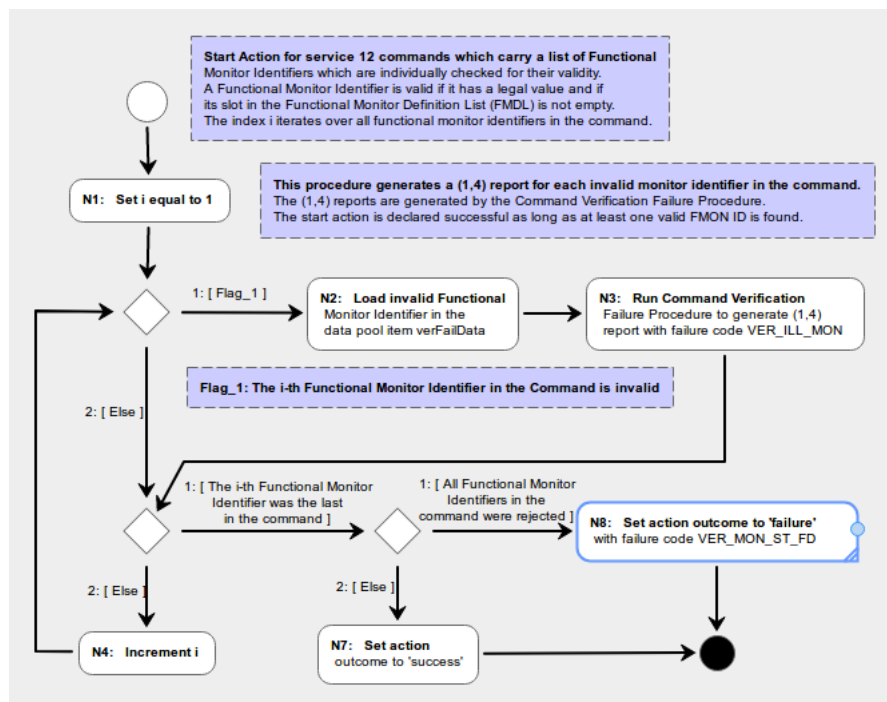 Start Action for service 12 commands which carry a list of Functional
Monitor Identifiers which are individually checked for their validity.
A Functional Monitor Identifier is valid if it has a legal value and if
its slot in the Functional Monitor Definition List (FMDL) is not empty.
The index i iterates over all functional monitor identifiers in the command.
This procedure generates a (1,4) report for each invalid monitor identifier in the command.
The (1,4) reports are generated by the Command Verification Failure Procedure.
The start action is declared successful as long as at least one valid FMON ID is found.
N1: Set i equal to 1
1: [ Flag_1 ]
N2: Load invalid Functional
Monitor Identifier in the
data pool item verFailData
N3: Run Command Verification
Failure Procedure to generate (1,4)
report with failure code VER_ILL_MON
Flag_1: The i-th Functional Monitor Identifier in the Command is invalid
2: [ Else ]
1: [ The i-th Functional Monitor
Identifier was the last
in the command ]
1: [ All Functional Monitor
Identifiers in the
command were rejected ]
N8: Set action outcome to 'failure'
with failure code VER_MON_ST_FD
2: [ Else ]
2: [ Else ]
N4: Increment i
N7: Set action
outcome to 'success'